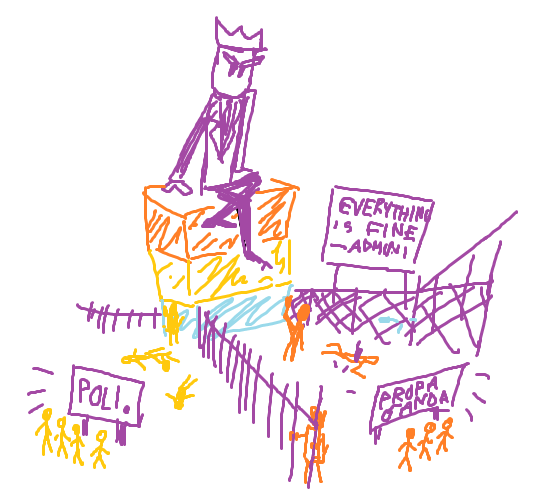 EVERYTHING
IS FINE
—ADMIN!
POLI.
PROPA
GANDA